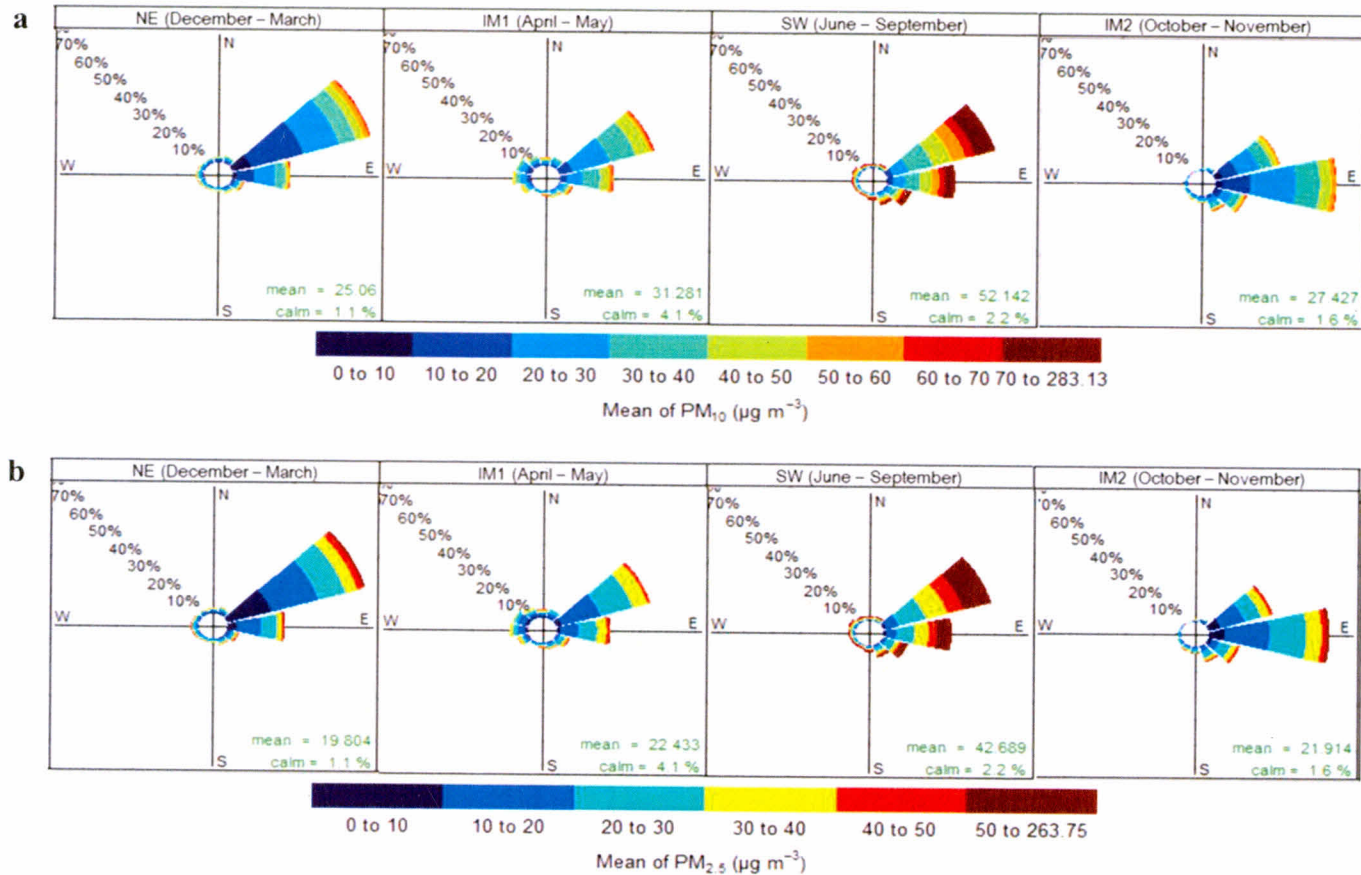 a
NE (December – March)
IM1 (April – May)
SW (June – September)
IM2 (October – November)
70%
60%
50%
40%
30%
20%
10%
N
W
E
S
mean = 25.06
calm = 1.1 %
70%
60%
50%
40%
30%
20%
10%
N
W
E
S
mean = 31.281
calm = 4.1 %
70%
60%
50%
40%
30%
20%
10%
N
W
E
S
mean = 52.142
calm = 2.2 %
70%
60%
50%
40%
30%
20%
10%
N
W
E
S
mean = 27.427
calm = 1.6 %
0 to 10 10 to 20 20 to 30 30 to 40 40 to 50 50 to 60 60 to 70 70 to 283.13
Mean of PM₁₀ (µg m⁻³)
b
NE (December – March)
IM1 (April – May)
SW (June – September)
IM2 (October – November)
70%
60%
50%
40%
30%
20%
10%
N
W
E
S
mean = 19.804
calm = 1.1 %
70%
60%
50%
40%
30%
20%
10%
N
W
E
S
mean = 22.433
calm = 4.1 %
70%
60%
50%
40%
30%
20%
10%
N
W
E
S
mean = 42.689
calm = 2.2 %
0%
60%
50%
40%
30%
20%
10%
N
W
E
S
mean = 21.914
calm = 1.6 %
0 to 10 10 to 20 20 to 30 30 to 40 40 to 50 50 to 263.75
Mean of PM₂.₅ (µg m⁻³)